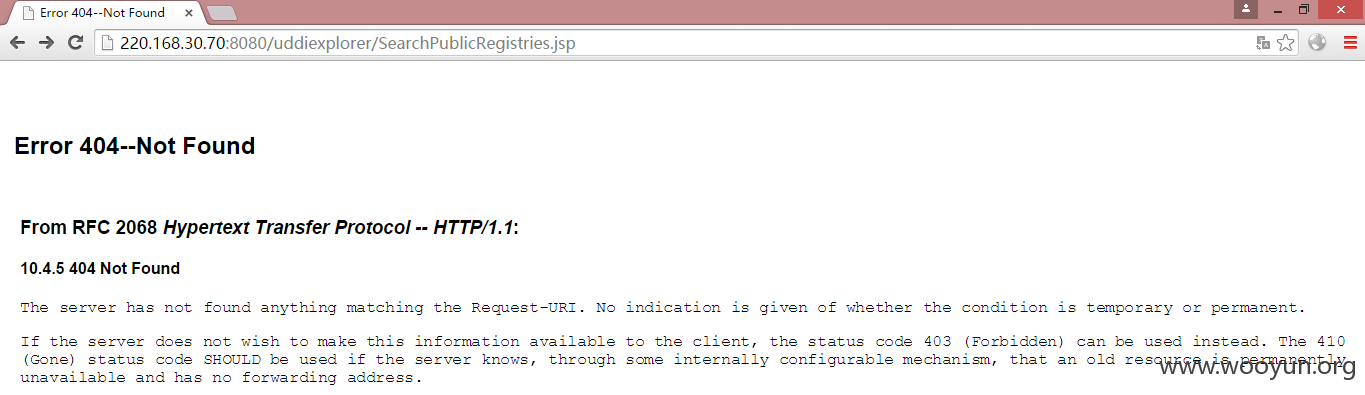 Error 404--Not Found
220.168.30.70:8080/uddiexplorer/SearchPublicRegistries.jsp
Error 404--Not Found
From RFC 2068 Hypertext Transfer Protocol -- HTTP/1.1:
10.4.5 404 Not Found
The server has not found anything matching the Request-URI. No indication is given of whether the condition is temporary or permanent.
If the server does not wish to make this information available to the client, the status code 403 (Forbidden) can be used instead. The 410
(Gone) status code SHOULD be used if the server knows, through some internally configurable mechanism, that an old resource is permanently
unavailable and has no forwarding address.
www.wooyun.org